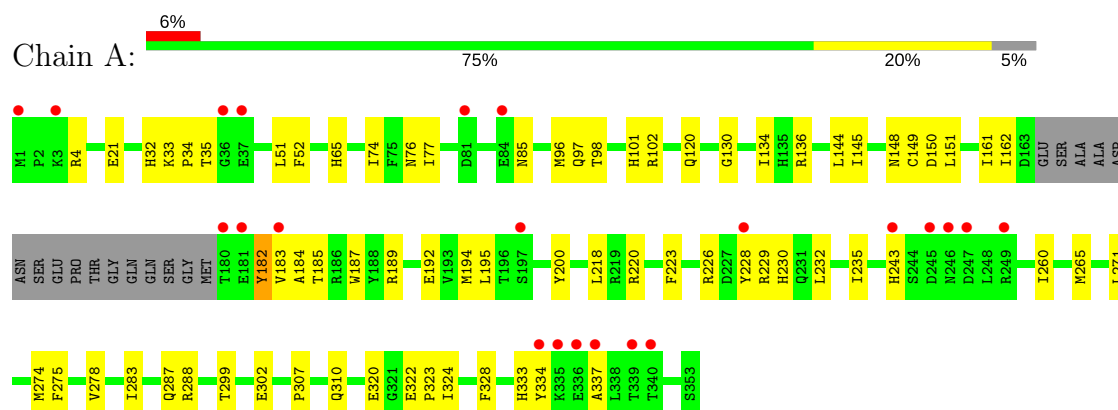 6%
Chain A:
75% 20% 5%
M1 P2 K3 R4 E21 H32 K33 P34 T35 G36 E37 L51 F52 H65 I74 F75 N76 I77 D81 E84 N85 M96 Q97 T98 H101 R102 Q120 G130 I134 H135 R136 L144 I145 N148 C149 D150 L151 I161 I162 D163 GLU SER ALA ALA ASP
ASN SER GLU PRO THR GLY GLN GLN SER GLY MET T180 E181 Y182 V183 A184 T185 R186 W187 Y188 R189 E192 V193 M194 L195 T196 S197 Y200 L218 R219 R220 F223 R226 D227 Y228 R229 H230 Q231 L232 I235 H243 S244 D245 N246 D247 L248 R249 I260 M265 L271
M274 F275 V278 I283 Q287 R288 T299 E302 P307 Q310 E320 G321 E322 P323 I324 F328 H333 Y334 K335 E336 A337 L338 T339 T340 S353